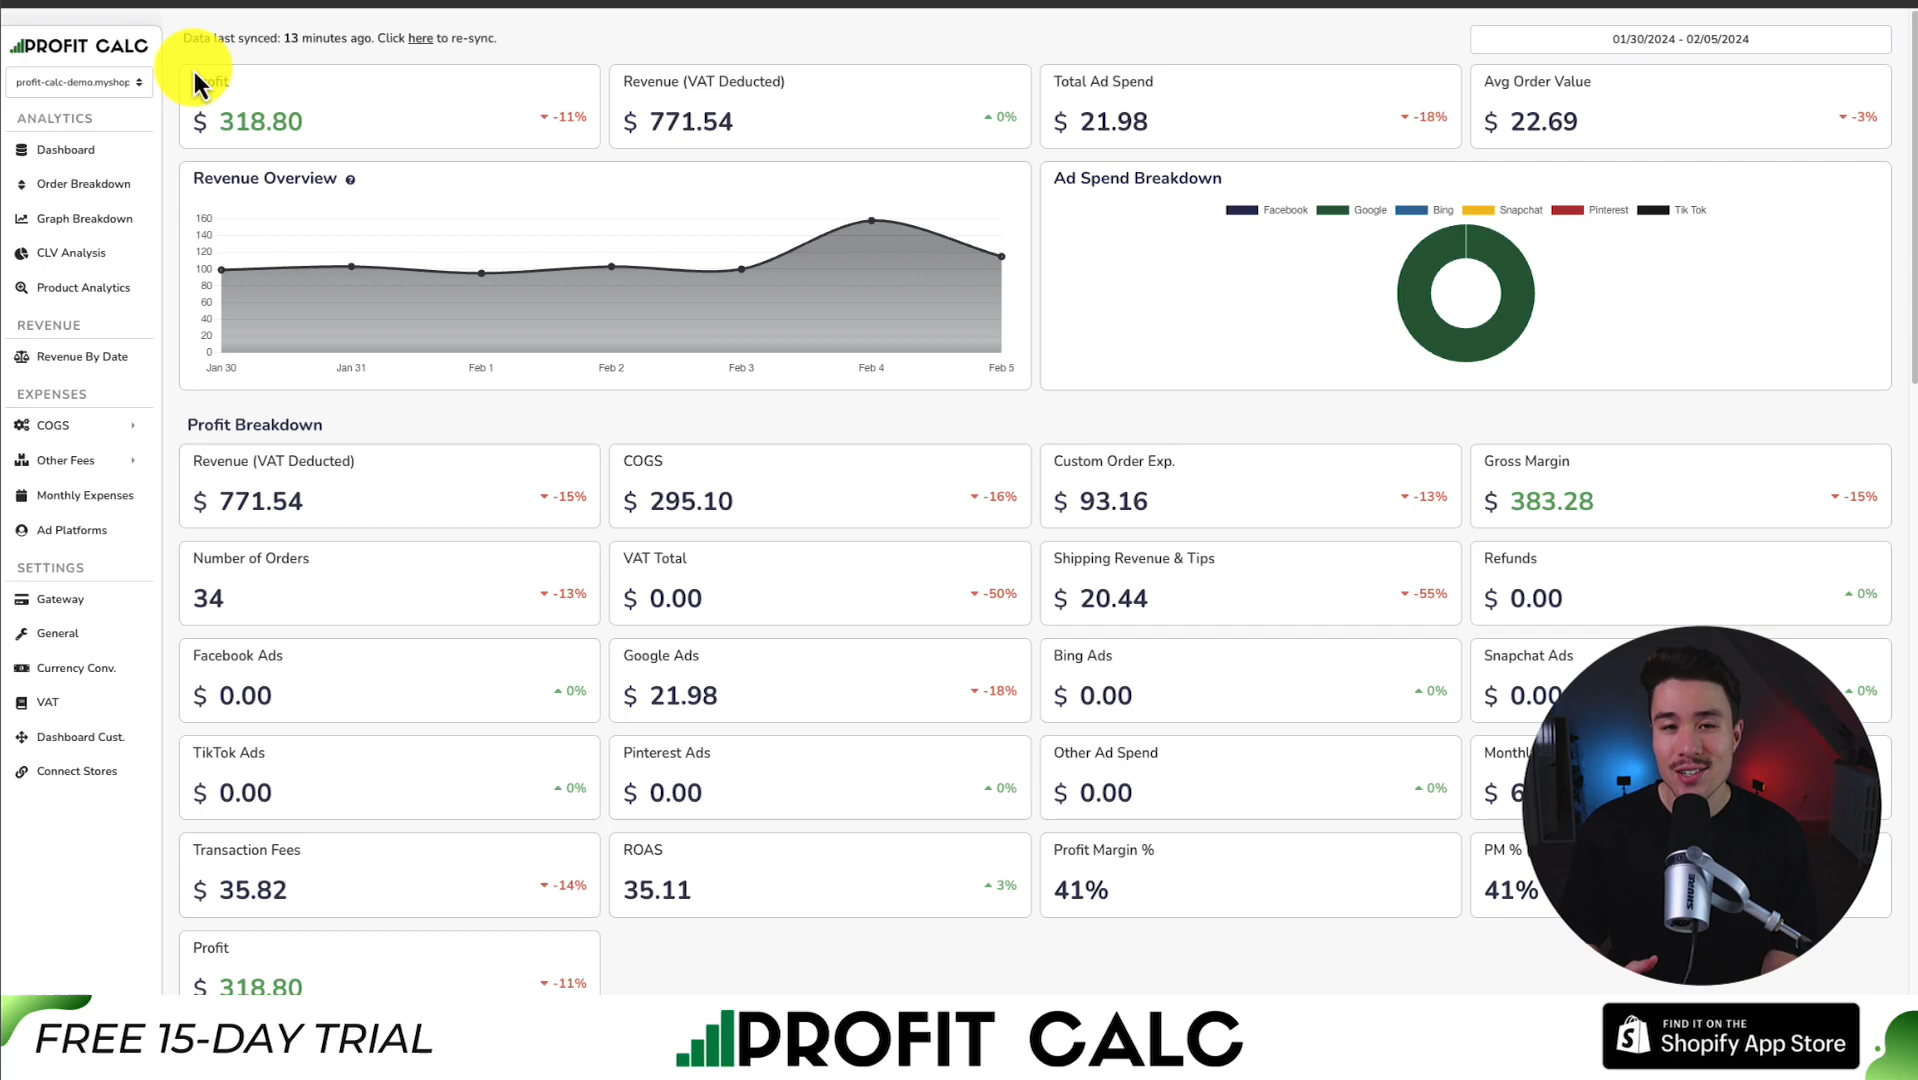 PROFIT CALC
profit-calc-demo.myshop
ANALYTICS
Dashboard
Order Breakdown
Graph Breakdown
CLV Analysis
Product Analytics
REVENUE
Revenue By Date
EXPENSES
COGS
Other Fees
Monthly Expenses
Ad Platforms
SETTINGS
Gateway
General
Currency Conv.
VAT
Dashboard Cust.
Connect Stores
Data last synced: 13 minutes ago. Click here to re-sync.
01/30/2024 - 02/05/2024
Profit
$ 318.80
-11%
Revenue (VAT Deducted)
$ 771.54
0%
Total Ad Spend
$ 21.98
-18%
Avg Order Value
$ 22.69
-3%
Revenue Overview
160
140
120
100
80
60
40
20
0
Jan 30 Jan 31 Feb 1 Feb 2 Feb 3 Feb 4 Feb 5
Ad Spend Breakdown
Facebook Google Bing Snapchat Pinterest Tik Tok
Profit Breakdown
Revenue (VAT Deducted)
$ 771.54
-15%
COGS
$ 295.10
-16%
Custom Order Exp.
$ 93.16
-13%
Gross Margin
$ 383.28
-15%
Number of Orders
34
-13%
VAT Total
$ 0.00
-50%
Shipping Revenue & Tips
$ 20.44
-55%
Refunds
$ 0.00
0%
Facebook Ads
$ 0.00
0%
Google Ads
$ 21.98
-18%
Bing Ads
$ 0.00
0%
Snapchat Ads
$ 0.00
0%
TikTok Ads
$ 0.00
0%
Pinterest Ads
$ 0.00
0%
Other Ad Spend
$ 0.00
0%
Monthl
$ 6
Transaction Fees
$ 35.82
-14%
ROAS
35.11
3%
Profit Margin %
41%
PM %
41%
Profit
$ 318.80
-11%
SHURE
FREE 15-DAY TRIAL
PROFIT CALC
FIND IT ON THE
Shopify App Store